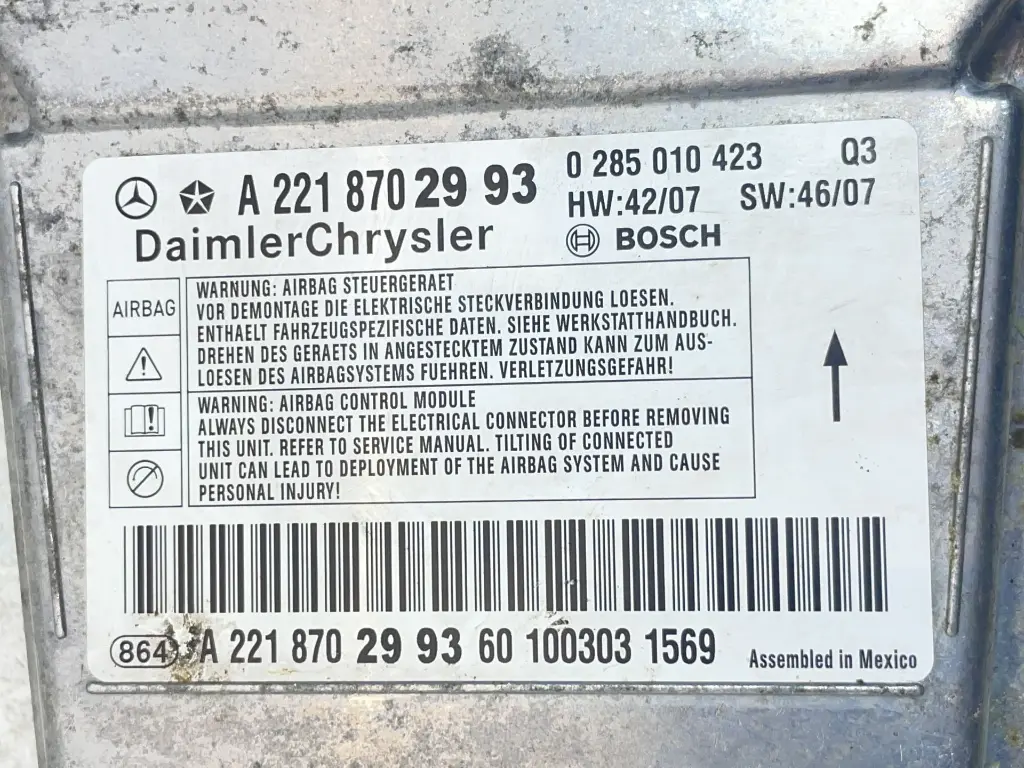 A 221 870 29 93
0 285 010 423 Q3
HW:42/07 SW:46/07
DaimlerChrysler
BOSCH
AIRBAG
WARNUNG: AIRBAG STEUERGERAET
VOR DEMONTAGE DIE ELEKTRISCHE STECKVERBINDUNG LOESEN.
ENTHAELT FAHRZEUGSPEZIFISCHE DATEN. SIEHE WERKSTATTHANDBUCH.
DREHEN DES GERAETS IN ANGESTECKTEM ZUSTAND KANN ZUM AUS-
LOESEN DES AIRBAGSYSTEMS FUEHREN. VERLETZUNGSGEFAHR!
WARNING: AIRBAG CONTROL MODULE
ALWAYS DISCONNECT THE ELECTRICAL CONNECTOR BEFORE REMOVING
THIS UNIT. REFER TO SERVICE MANUAL. TILTING OF CONNECTED
UNIT CAN LEAD TO DEPLOYMENT OF THE AIRBAG SYSTEM AND CAUSE
PERSONAL INJURY!
864 A 221 870 29 93 60 100303 1569
Assembled in Mexico